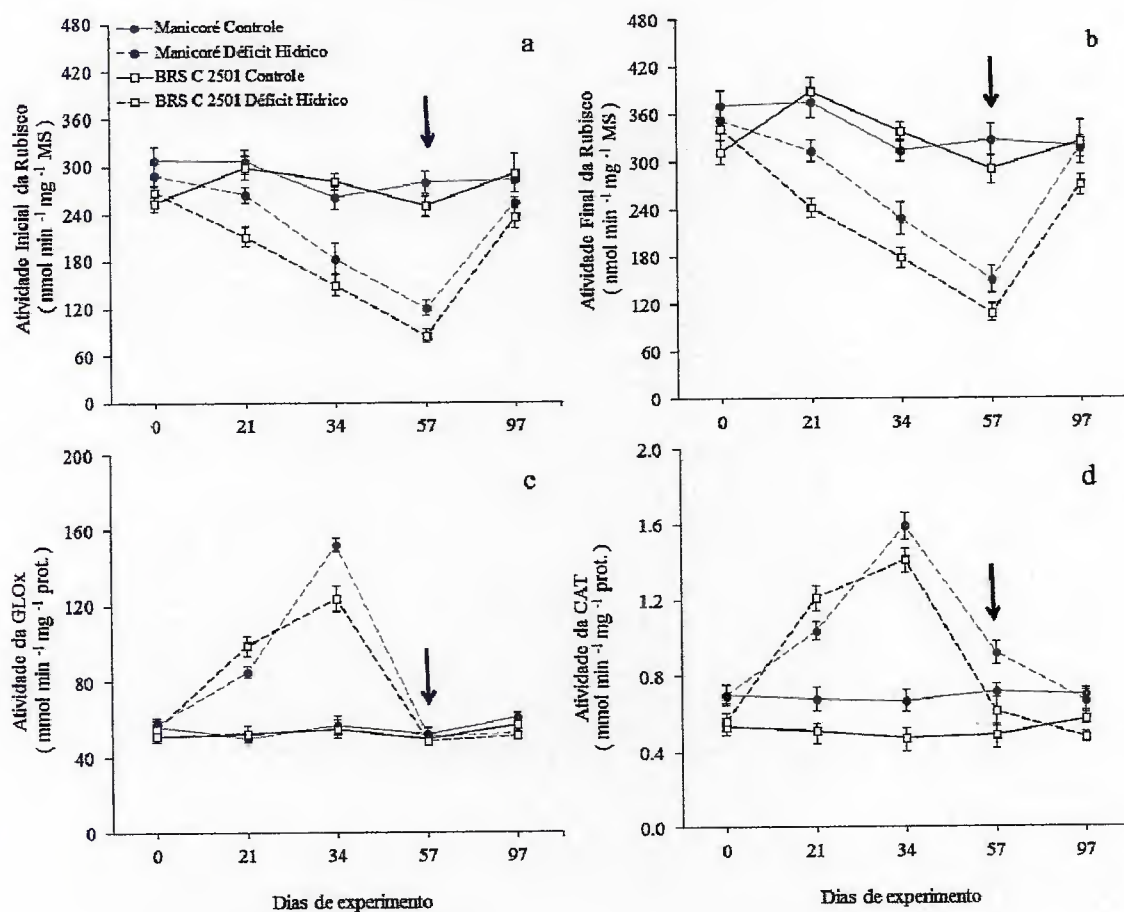 480
420
360
300
240
180
120
60
0
Atividade Inicial da Rubisco
( nmol min -1 mg -1 MS)
Manicoré Controle
Manicoré Déficit Hídrico
BRS C 2501 Controle
BRS C 2501 Déficit Hídrico
a
0 21 34 57 97
480
420
360
300
240
180
120
60
0
Atividade Final da Rubisco
( nmol min -1 mg -1 MS)
b
0 21 34 57 97
200
160
120
80
40
0
Atividade da GLOx
( mmol min -1 mg -1 prot.)
c
0 21 34 57 97
Dias de experimento
2.0
1.6
1.2
0.8
0.4
0.0
Atividade da CAT
( mmol min -1 mg -1 prot.)
d
0 21 34 57 97
Dias de experimento